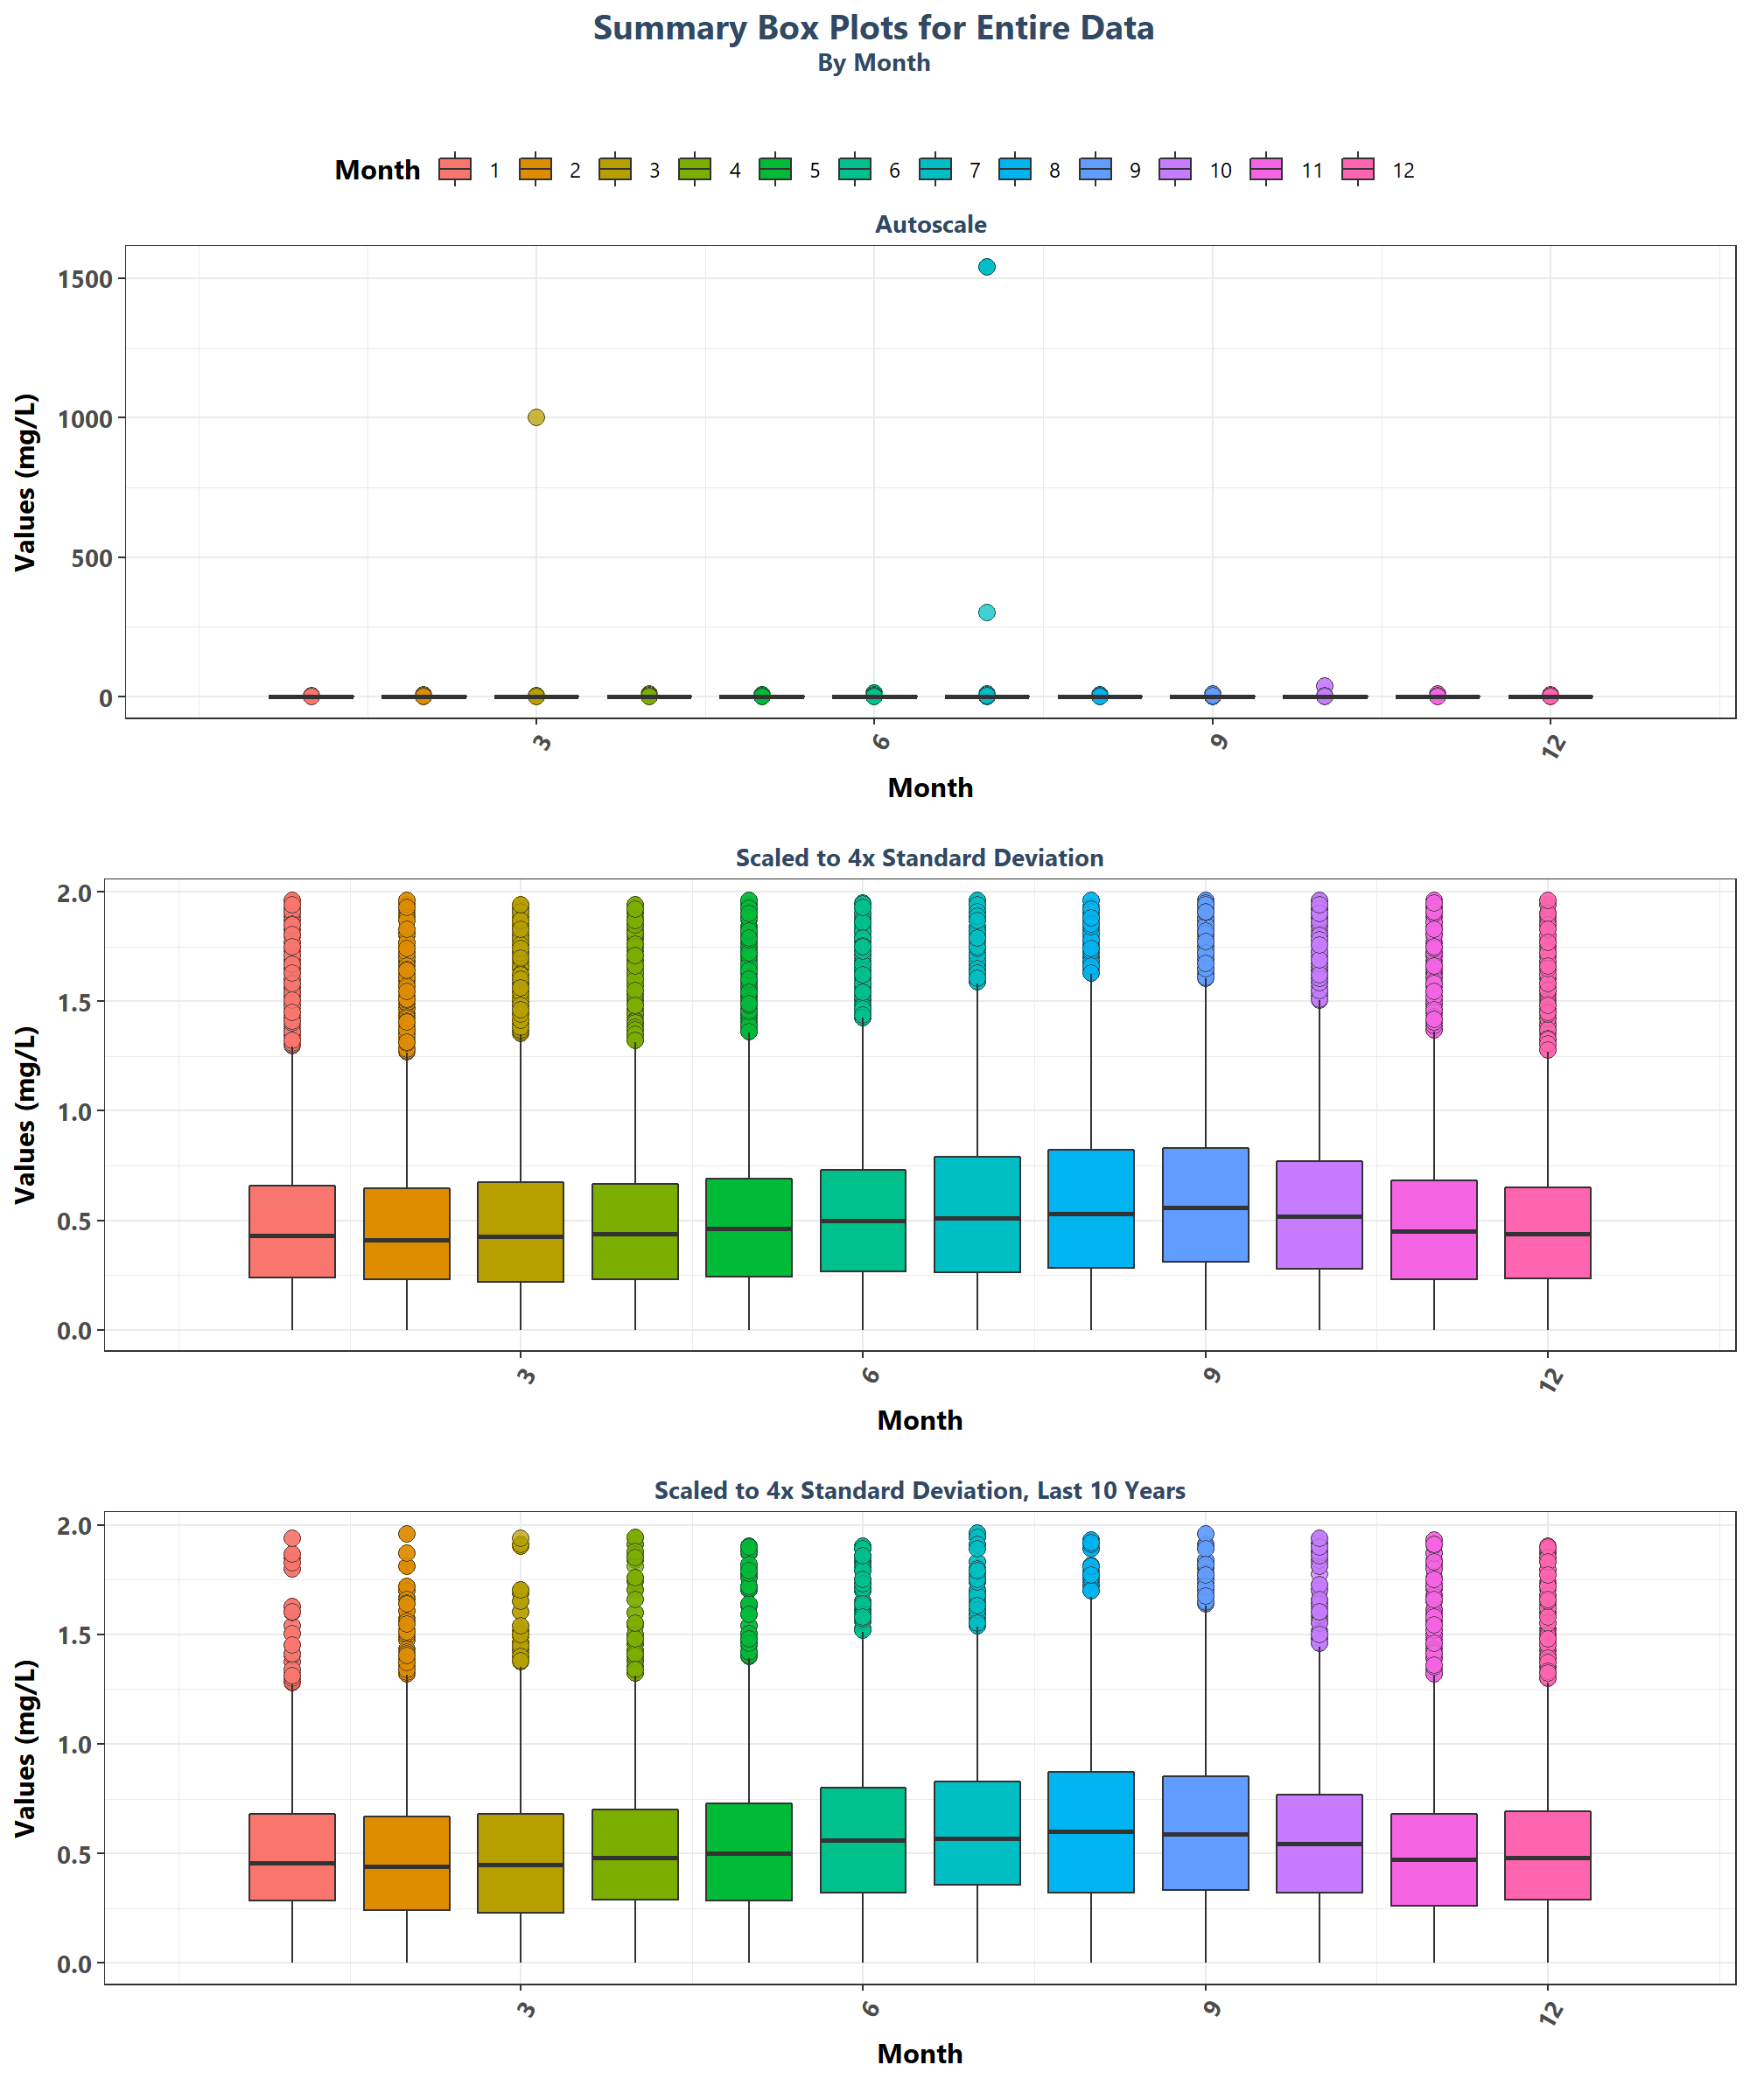 Summary Box Plots for Entire Data
By Month
Month 1 2 3 4 5 6 7 8 9 10 11 12
Autoscale
Values (mg/L)
1500
1000
500
0
3 6 9 12
Month
Scaled to 4x Standard Deviation
Values (mg/L)
2.0
1.5
1.0
0.5
0.0
3 6 9 12
Month
Scaled to 4x Standard Deviation, Last 10 Years
Values (mg/L)
2.0
1.5
1.0
0.5
0.0
3 6 9 12
Month